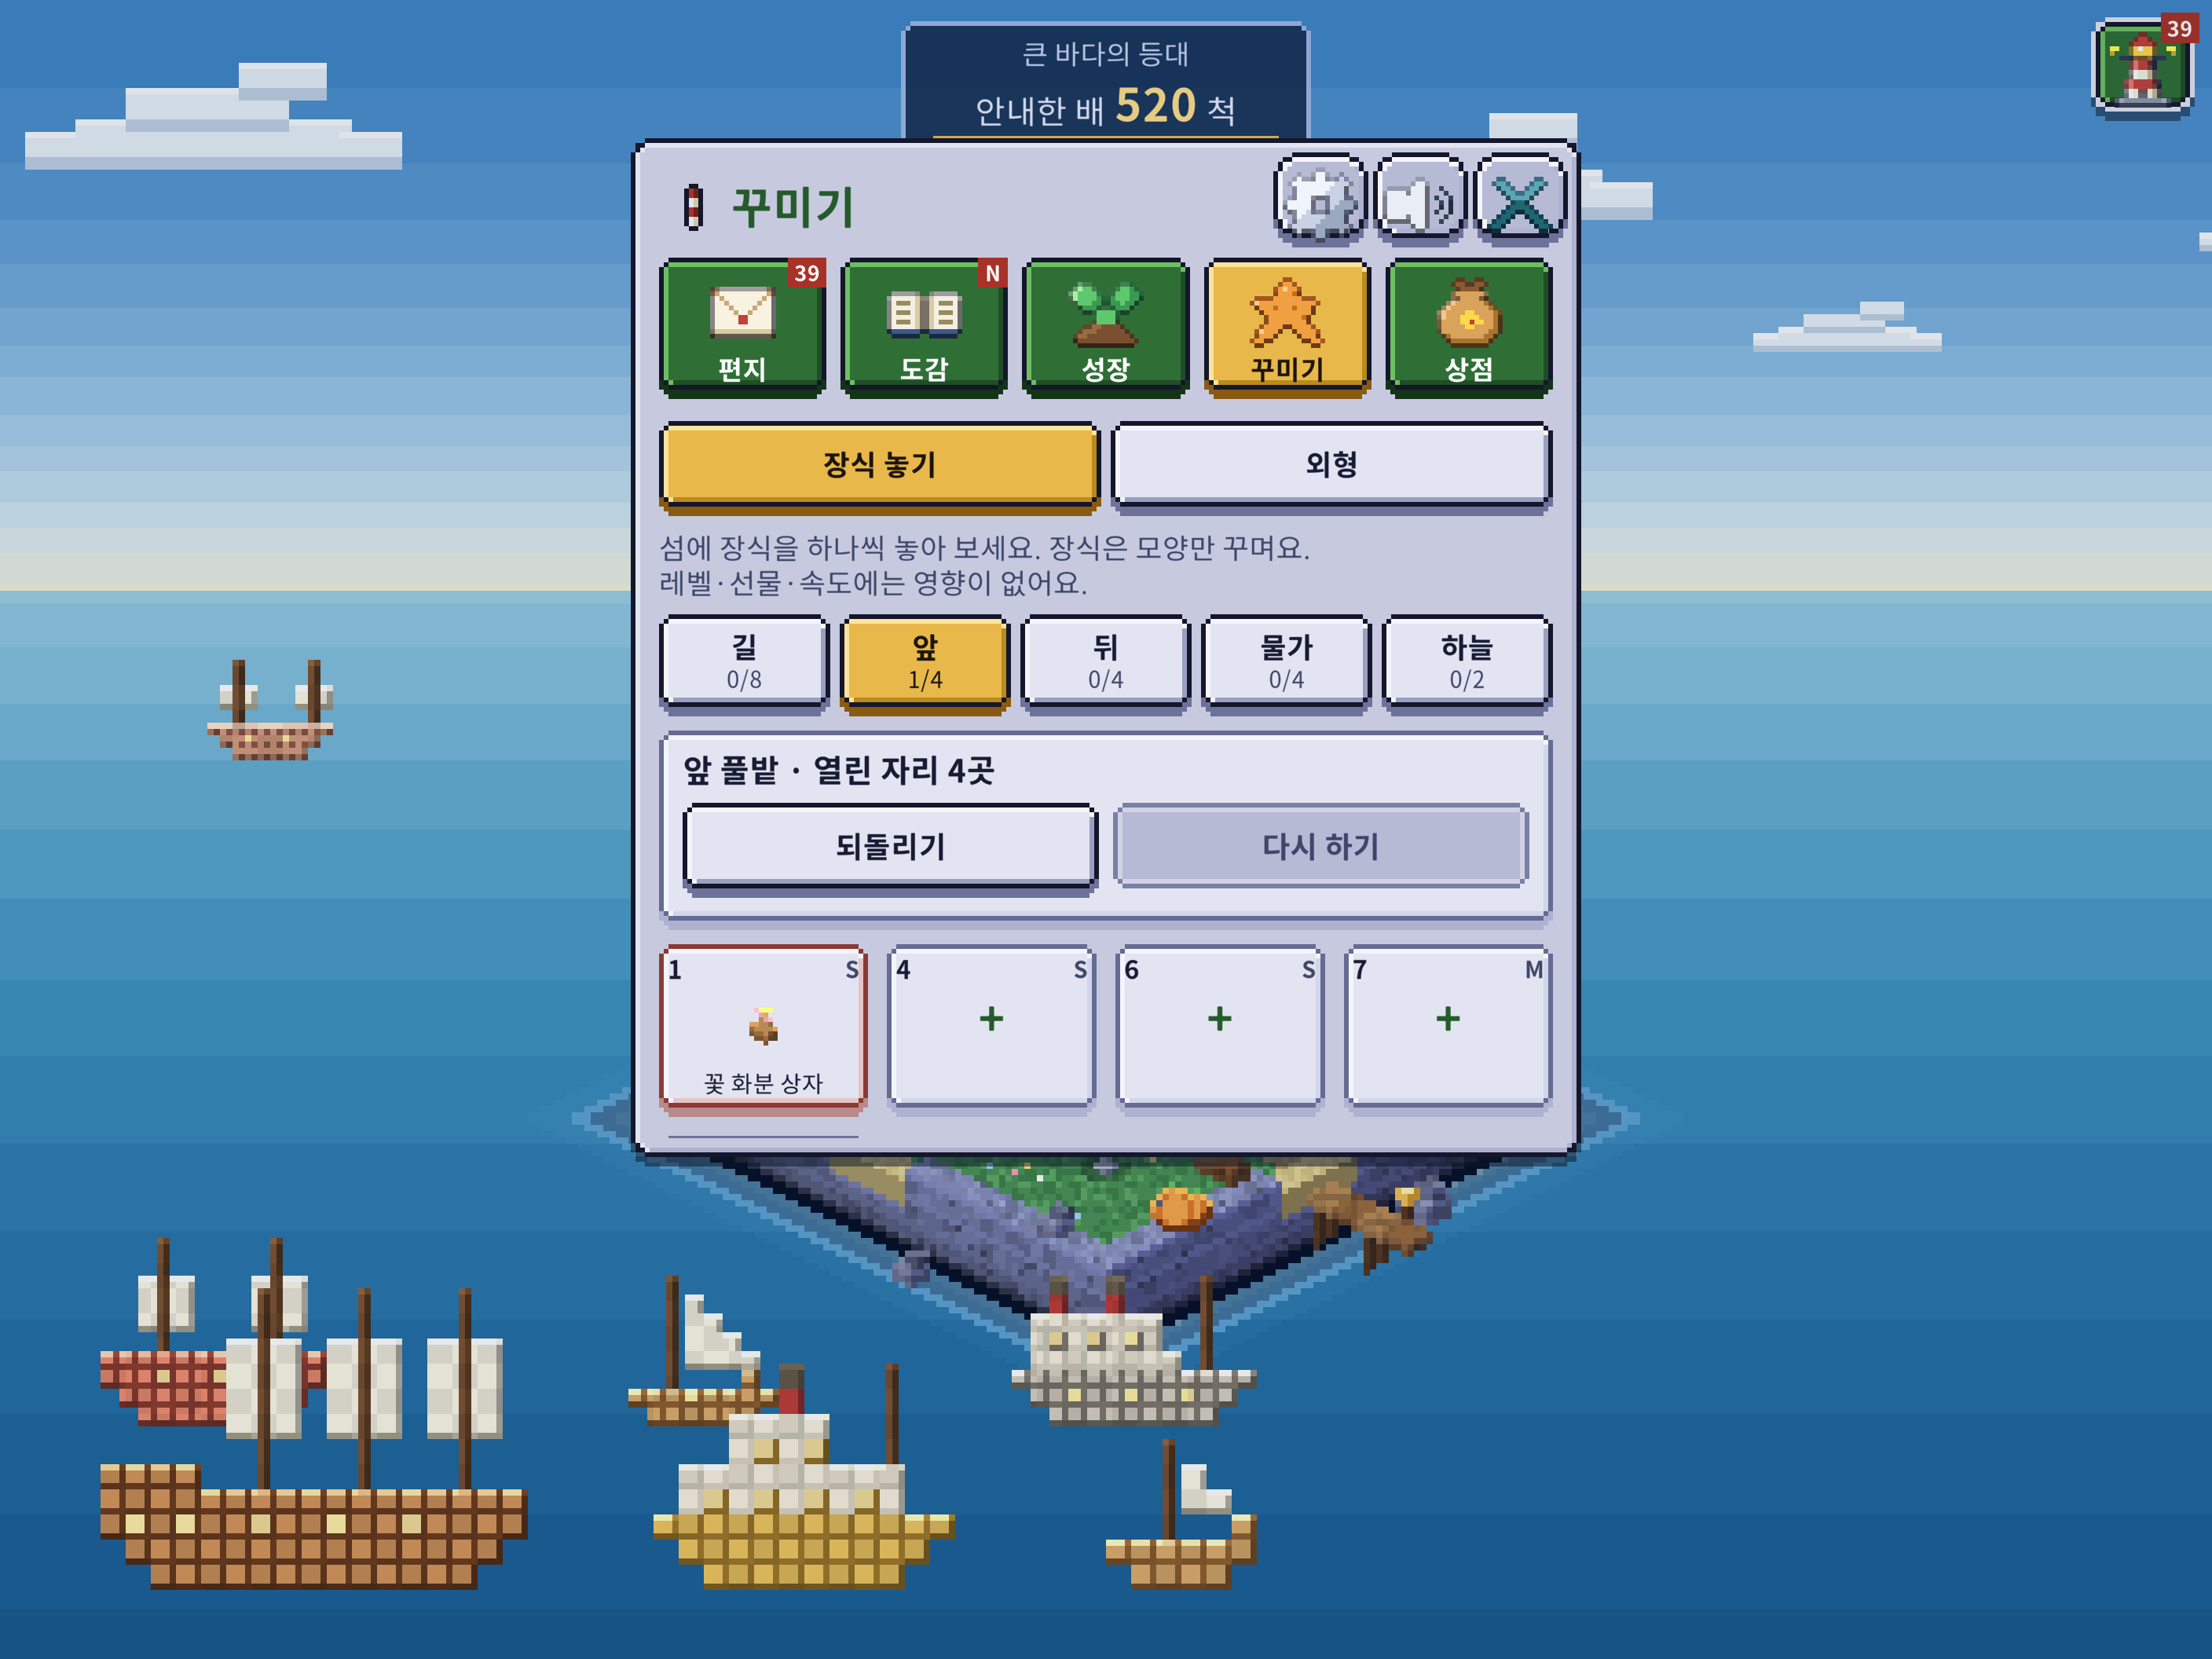 큰 바다의 등대
안내한 배 520 척
39
꾸미기
39
N
편지
도감
성장
꾸미기
상점
장식 놓기
외형
섬에 장식을 하나씩 놓아 보세요. 장식은 모양만 꾸며요.
레벨·선물·속도에는 영향이 없어요.
길
0/8
앞
1/4
뒤
0/4
물가
0/4
하늘
0/2
앞 풀밭 · 열린 자리 4곳
되돌리기
다시 하기
1 S
꽃 화분 상자
4 S
+
6 S
+
7 M
+